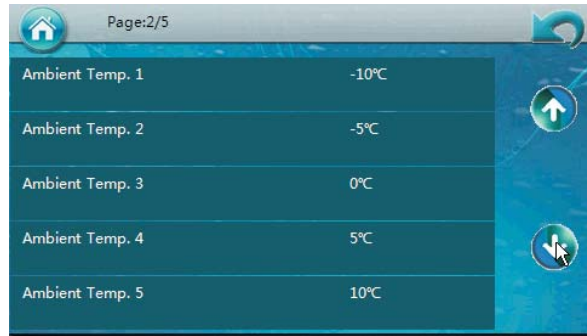 Page:2/5
Ambient Temp. 1 -10℃
Ambient Temp. 2 -5℃
Ambient Temp. 3 0℃
Ambient Temp. 4 5℃
Ambient Temp. 5 10℃